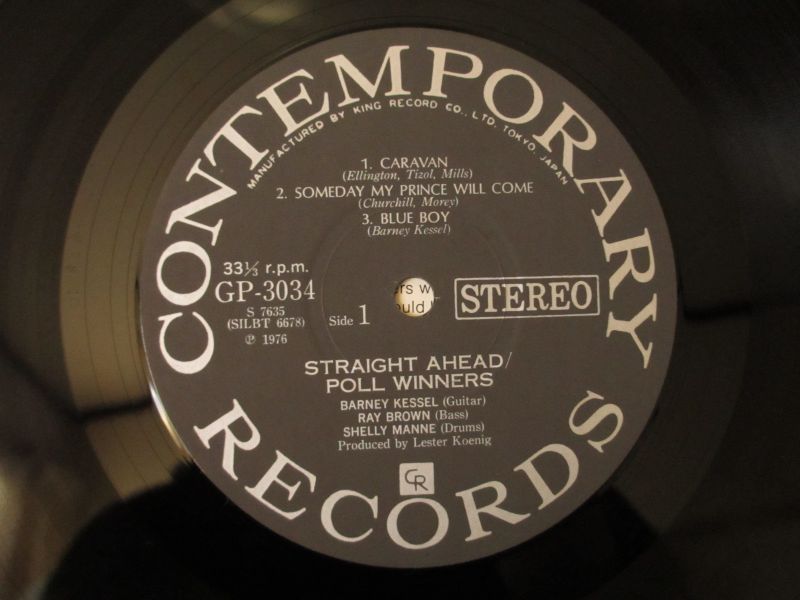 CONTEMPORARY
MANUFACTURED BY KING RECORD CO., LTD. TOKYO, JAPAN
1. CARAVAN
(Ellington, Tizol, Mills)
2. SOMEDAY MY PRINCE WILL COME
(Churchill, Morey)
3. BLUE BOY
(Barney Kessel)
33⅓ r.p.m.
GP-3034
S 7635
(SILBT 6678)
℗ 1976
Side 1
STEREO
STRAIGHT AHEAD/
POLL WINNERS
BARNEY KESSEL (Guitar)
RAY BROWN (Bass)
SHELLY MANNE (Drums)
Produced by Lester Koenig
CR
RECORDS